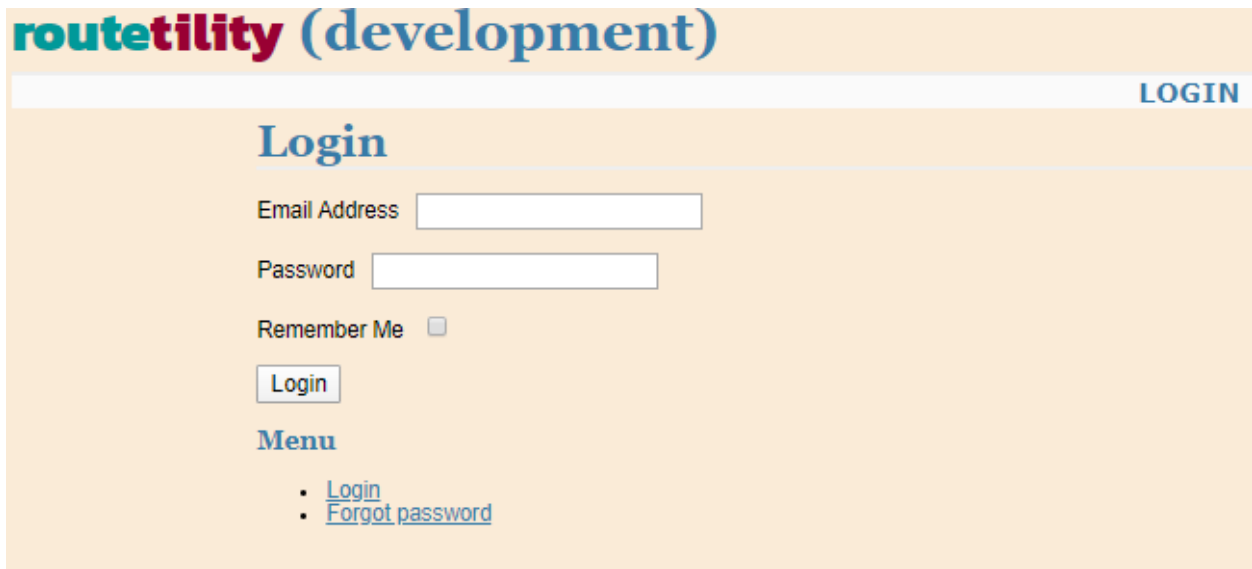 routetility (development)
LOGIN
Login
Email Address
Password
Remember Me
Login
Menu
Login
Forgot password